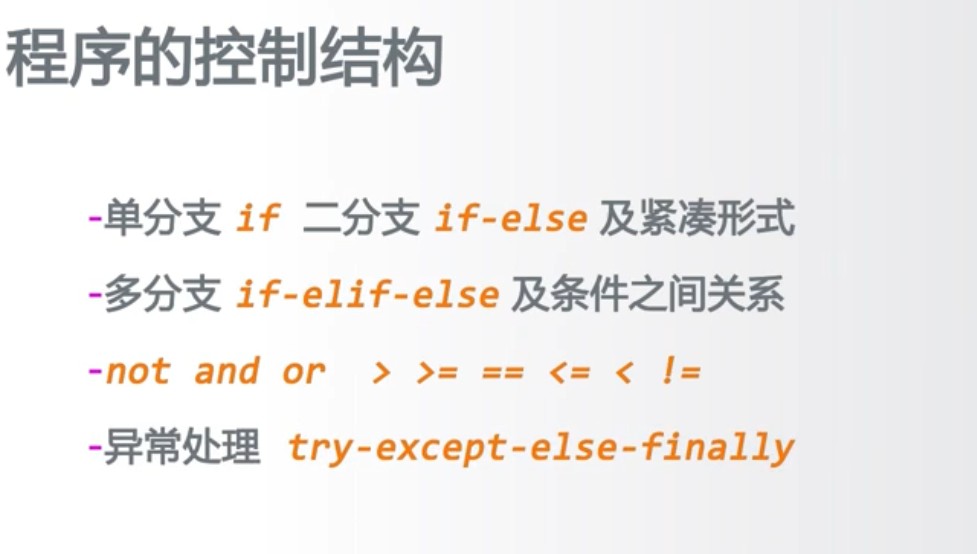 程序的控制结构
-单分支 if 二分支 if-else 及紧凑形式
-多分支 if-elif-else 及条件之间关系
-not and or > >= == <= < !=
-异常处理 try-except-else-finally